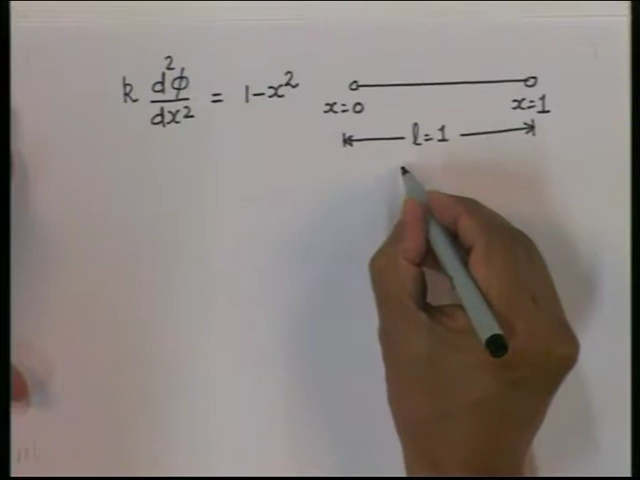 k d²ϕ/dx² = 1-x²
x=0 x=1
l=1